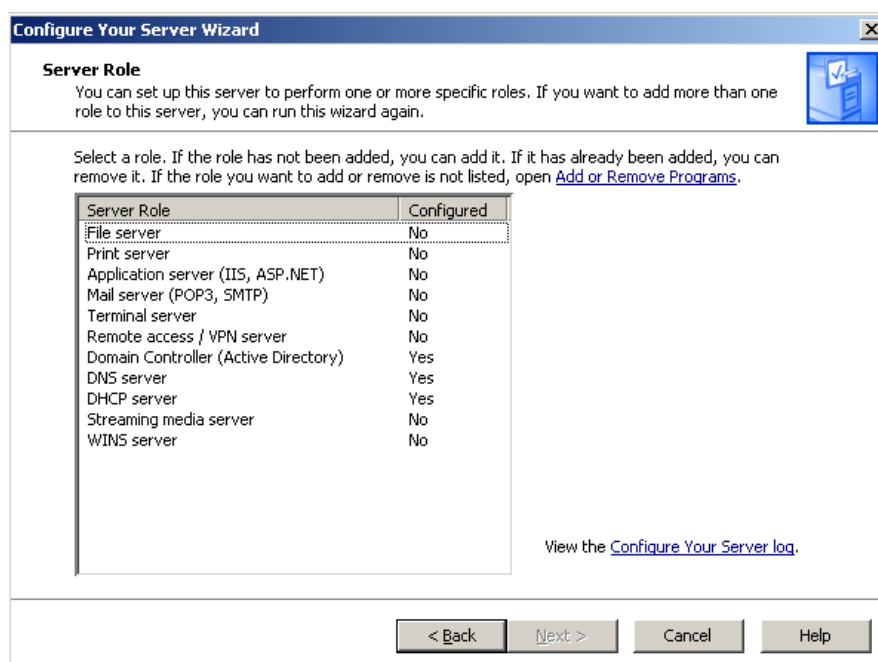 Configure Your Server Wizard
Server Role
You can set up this server to perform one or more specific roles. If you want to add more than one
role to this server, you can run this wizard again.
Select a role. If the role has not been added, you can add it. If it has already been added, you can
remove it. If the role you want to add or remove is not listed, open Add or Remove Programs.
Server Role Configured
File server No
Print server No
Application server (IIS, ASP.NET) No
Mail server (POP3, SMTP) No
Terminal server No
Remote access / VPN server No
Domain Controller (Active Directory) Yes
DNS server Yes
DHCP server Yes
Streaming media server No
WINS server No
View the Configure Your Server log.
< Back Next > Cancel Help